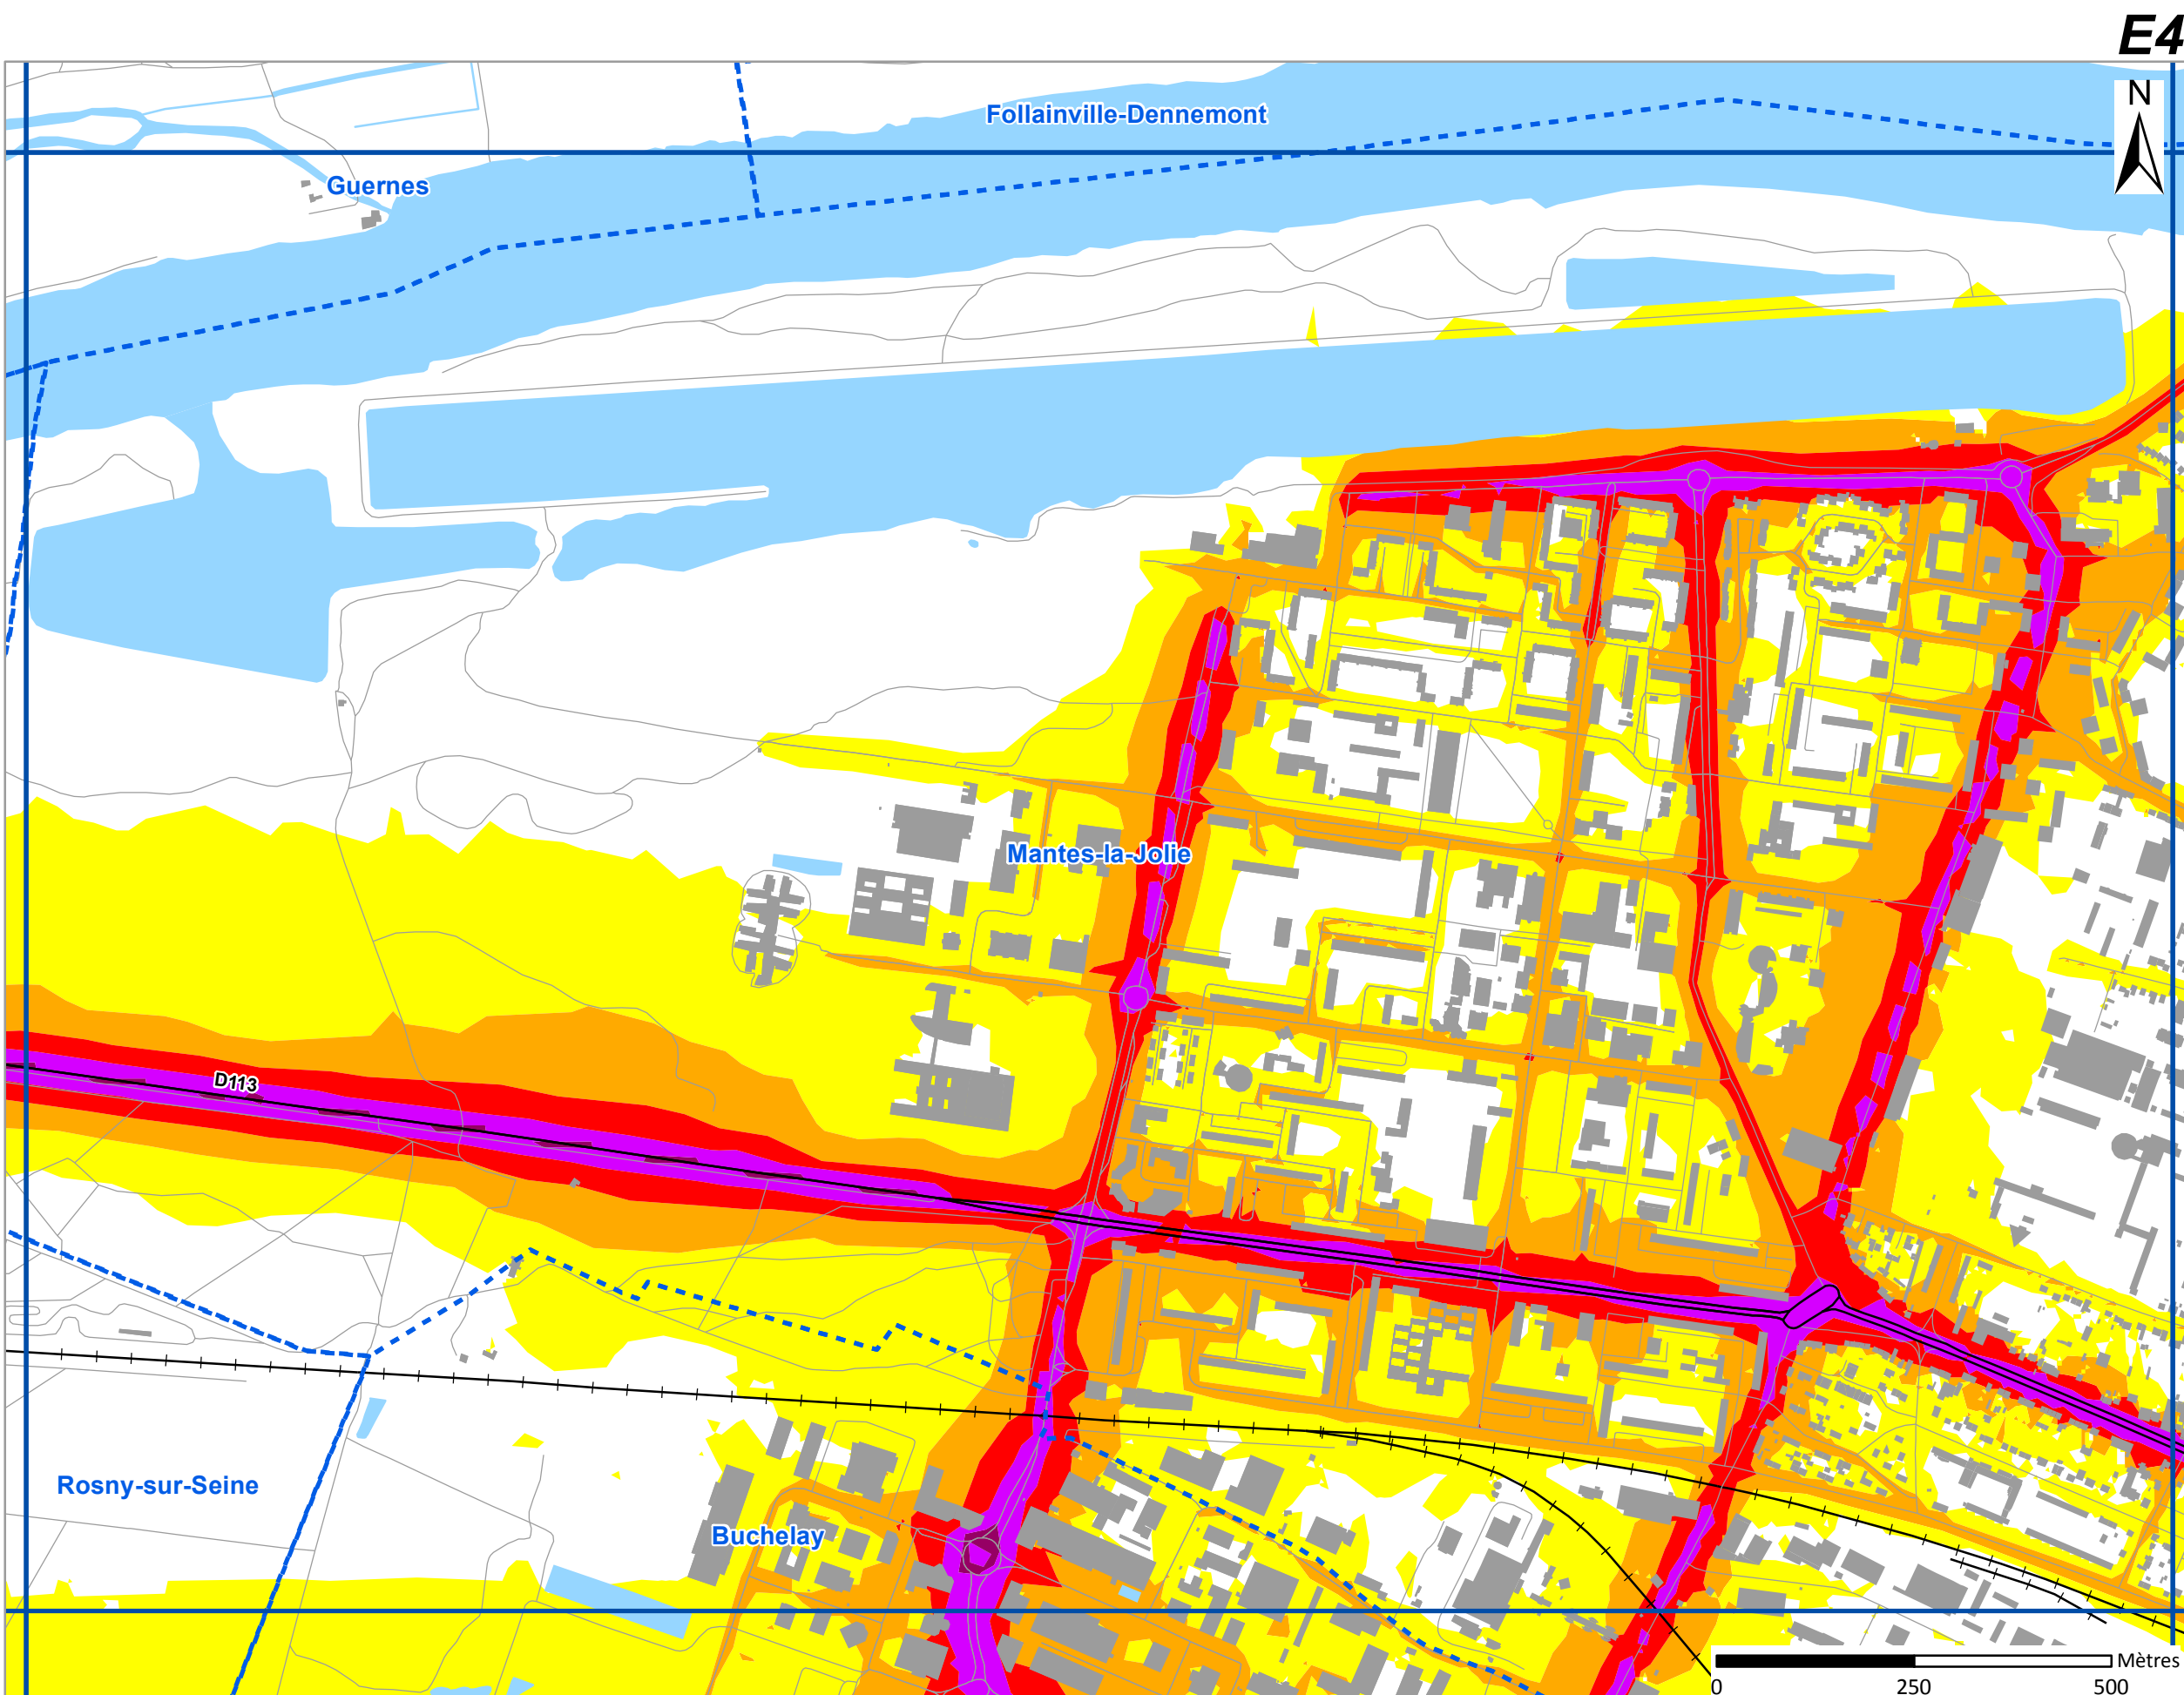 E4
N
Follainville-Dennemont
Guernes
Mantes-la-Jolie
D113
Rosny-sur-Seine
Buchelay
Mètres
0 250 500